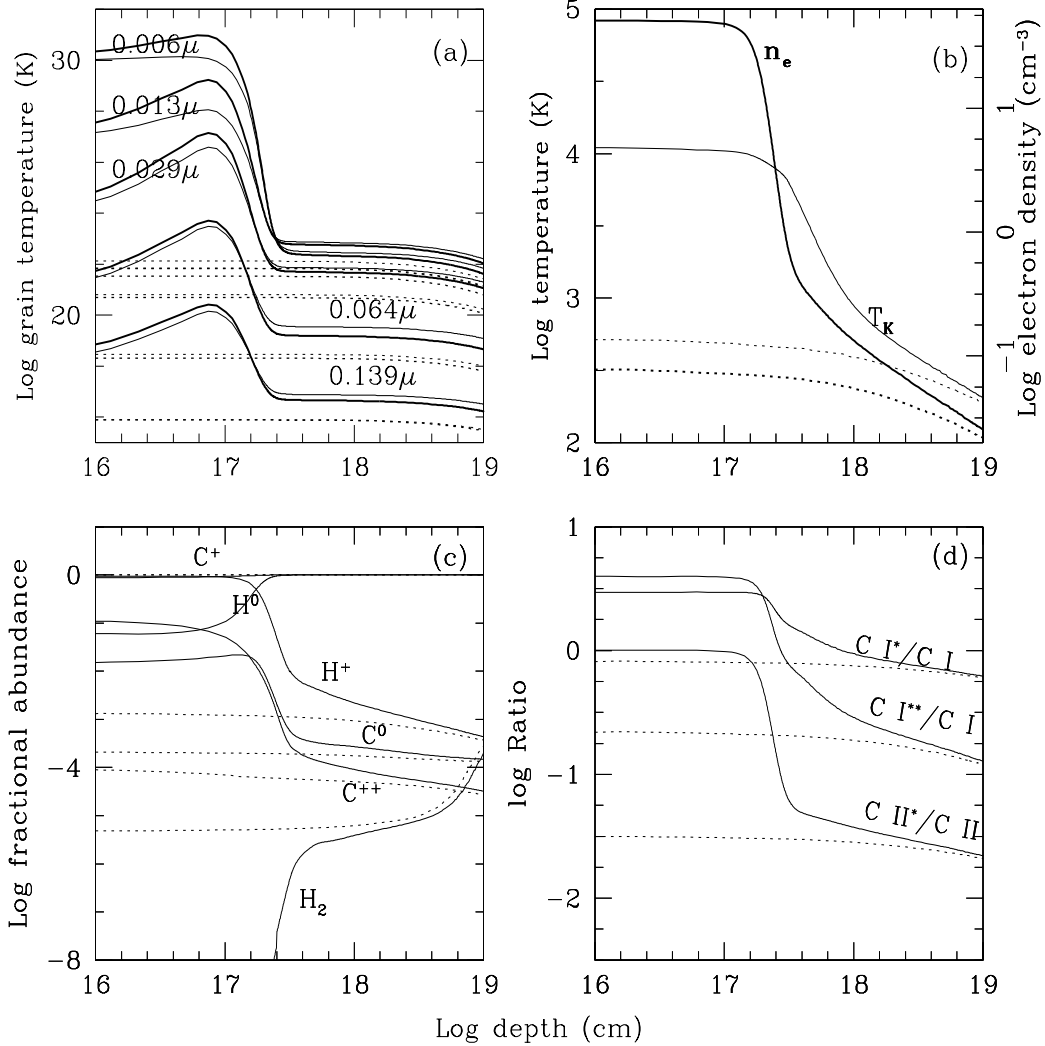 (a)
0.006μ
0.013μ
0.029μ
0.064μ
0.139μ
30
20
Log grain temperature (K)
16 17 18 19
(b)
nₑ
T_K
5
4
3
2
Log temperature (K)
1
0
−1
Log electron density (cm⁻³)
16 17 18 19
(c)
C⁺
H⁰
H⁺
C⁰
C⁺⁺
H₂
0
−4
−8
Log fractional abundance
16 17 18 19
(d)
C I*/C I
C I**/C I
C II*/C II
1
0
−1
−2
log Ratio
16 17 18 19
Log depth (cm)